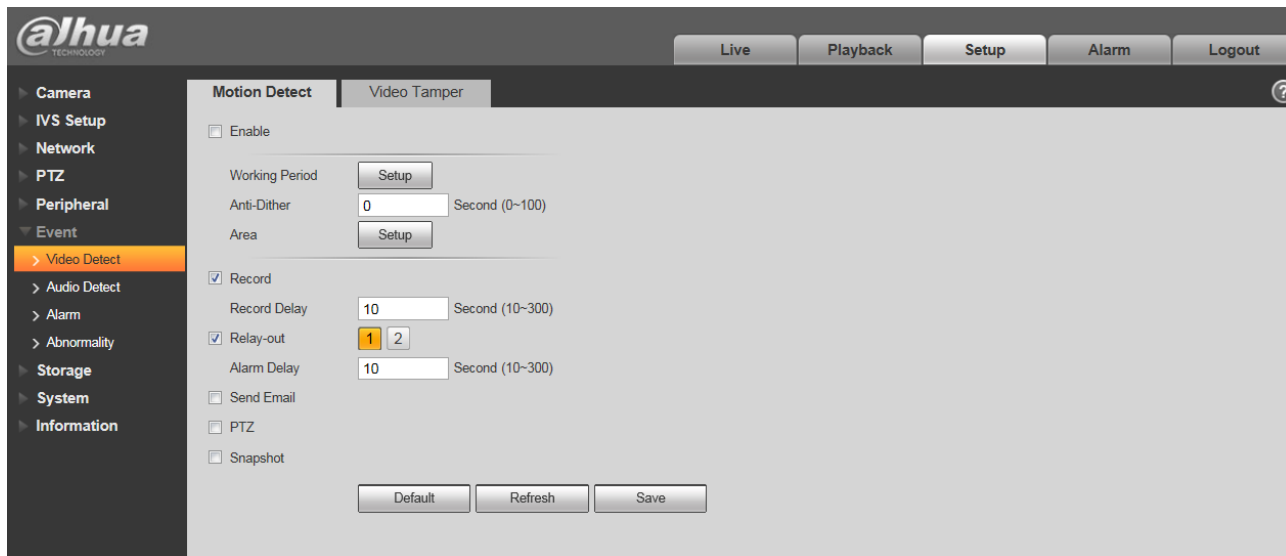 alhua
TECHNOLOGY
Live Playback Setup Alarm Logout
Camera
IVS Setup
Network
PTZ
Peripheral
Event
Video Detect
Audio Detect
Alarm
Abnormality
Storage
System
Information
Motion Detect Video Tamper
?
Enable
Working Period Setup
Anti-Dither 0 Second (0~100)
Area Setup
Record
Record Delay 10 Second (10~300)
Relay-out 1 2
Alarm Delay 10 Second (10~300)
Send Email
PTZ
Snapshot
Default Refresh Save